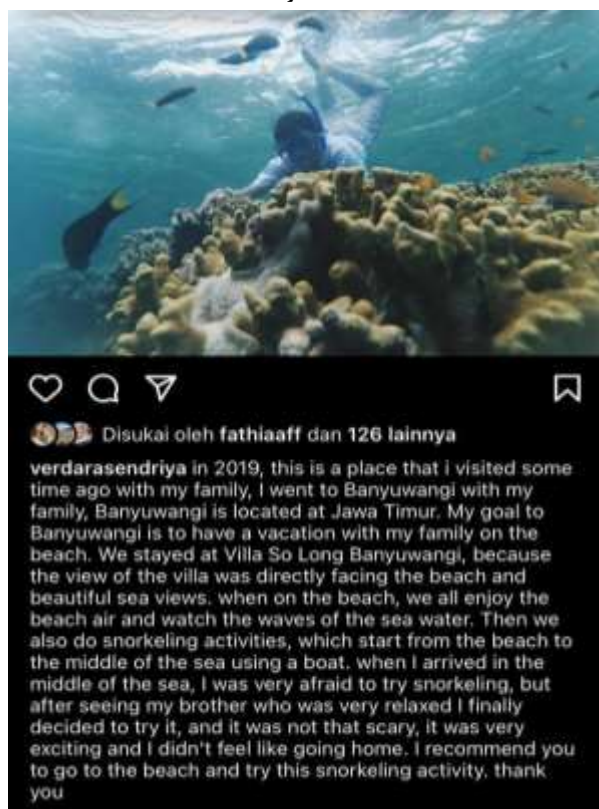 Disukai oleh fathiaaff dan 126 lainnya
verdarasendriya in 2019, this is a place that i visited some
time ago with my family, I went to Banyuwangi with my
family, Banyuwangi is located at Jawa Timur. My goal to
Banyuwangi is to have a vacation with my family on the
beach. We stayed at Villa So Long Banyuwangi, because
the view of the villa was directly facing the beach and
beautiful sea views. when on the beach, we all enjoy the
beach air and watch the waves of the sea water. Then we
also do snorkeling activities, which start from the beach to
the middle of the sea using a boat. when I arrived in the
middle of the sea, I was very afraid to try snorkeling, but
after seeing my brother who was very relaxed I finally
decided to try it, and it was not that scary, it was very
exciting and I didn't feel like going home. I recommend you
to go to the beach and try this snorkeling activity. thank
you